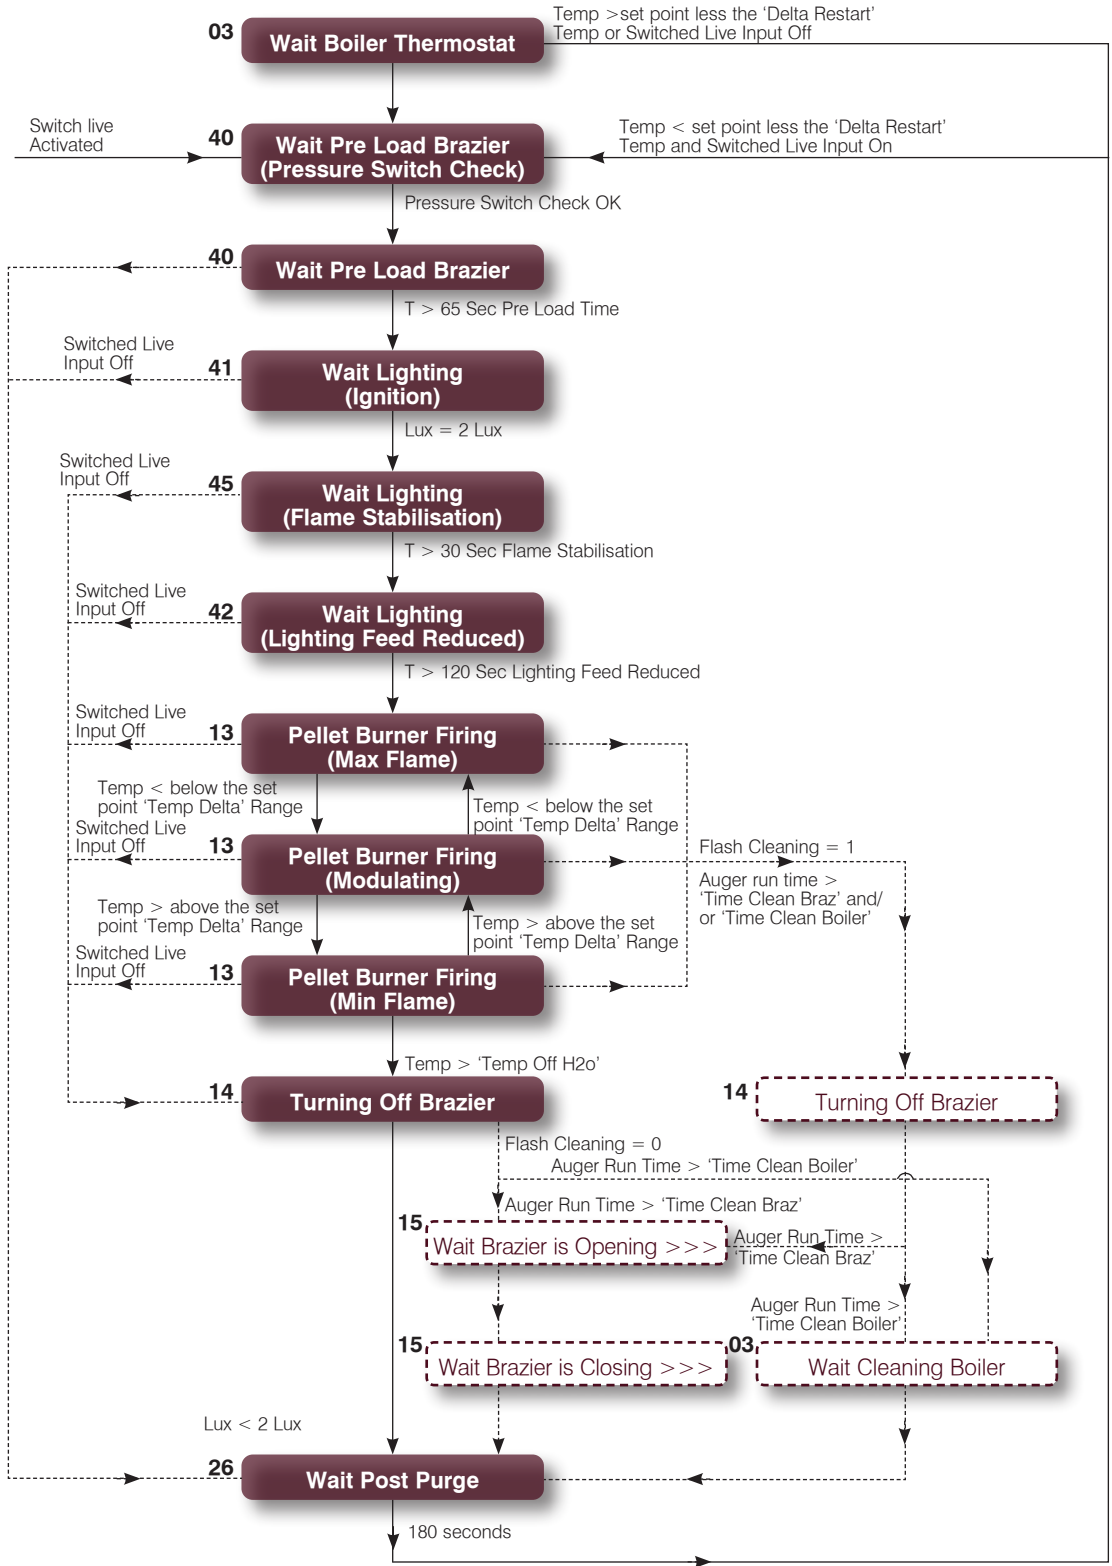 Temp >set point less the ‘Delta Restart’
Temp or Switched Live Input Off
03
Wait Boiler Thermostat
Switch live
Activated
40
Wait Pre Load Brazier
(Pressure Switch Check)
Temp < set point less the ‘Delta Restart’
Temp and Switched Live Input On
Pressure Switch Check OK
40
Wait Pre Load Brazier
T > 65 Sec Pre Load Time
Switched Live
Input Off
41
Wait Lighting
(Ignition)
Lux = 2 Lux
Switched Live
Input Off
45
Wait Lighting
(Flame Stabilisation)
T > 30 Sec Flame Stabilisation
Switched Live
Input Off
42
Wait Lighting
(Lighting Feed Reduced)
T > 120 Sec Lighting Feed Reduced
Switched Live
Input Off
13
Pellet Burner Firing
(Max Flame)
Temp < below the set
point ‘Temp Delta’ Range
Temp < below the set
point ‘Temp Delta’ Range
Switched Live
Input Off
13
Pellet Burner Firing
(Modulating)
Flash Cleaning = 1
Auger run time >
‘Time Clean Braz’ and/
or ‘Time Clean Boiler’
Temp > above the set
point ‘Temp Delta’ Range
Temp > above the set
point ‘Temp Delta’ Range
Switched Live
Input Off
13
Pellet Burner Firing
(Min Flame)
Temp > ‘Temp Off H2o’
14
Turning Off Brazier
14
Turning Off Brazier
Flash Cleaning = 0
Auger Run Time > ‘Time Clean Boiler’
Auger Run Time > ‘Time Clean Braz’
15
Wait Brazier is Opening >>>
Auger Run Time >
‘Time Clean Braz’
Auger Run Time >
‘Time Clean Boiler’
15
Wait Brazier is Closing >>>
03
Wait Cleaning Boiler
Lux < 2 Lux
26
Wait Post Purge
180 seconds